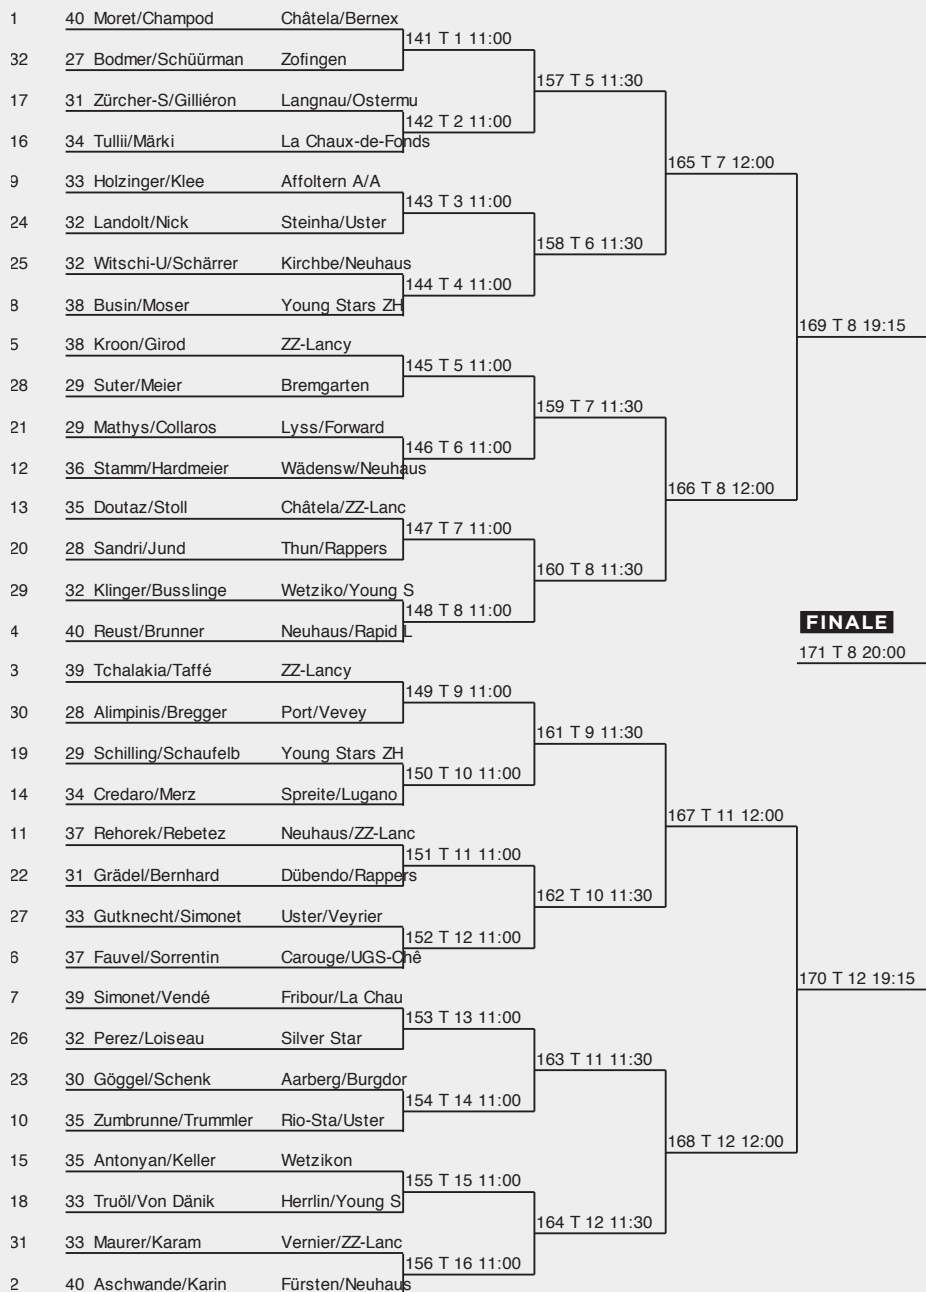 1 40 Moret/Champod Châtela/Bernex
141 T 1 11:00
32 27 Bodmer/Schüürman Zofingen
157 T 5 11:30
17 31 Zürcher-S/Gilliéron Langnau/Ostermu
142 T 2 11:00
16 34 Tullii/Märki La Chaux-de-Fonds
165 T 7 12:00
9 33 Holzinger/Klee Affoltern A/A
143 T 3 11:00
24 32 Landolt/Nick Steinha/Uster
158 T 6 11:30
25 32 Witschi-U/Schärrer Kirchbe/Neuhaus
144 T 4 11:00
8 38 Busin/Moser Young Stars ZH
169 T 8 19:15
5 38 Kroon/Girod ZZ-Lancy
145 T 5 11:00
28 29 Suter/Meier Bremgarten
159 T 7 11:30
21 29 Mathys/Collaros Lyss/Forward
146 T 6 11:00
12 36 Stamm/Hardmeier Wädensw/Neuhaus
166 T 8 12:00
13 35 Doutaz/Stoll Châtela/ZZ-Lanc
147 T 7 11:00
20 28 Sandri/Jund Thun/Rappers
160 T 8 11:30
29 32 Klinger/Busslinge Wetziko/Young S
148 T 8 11:00
4 40 Reust/Brunner Neuhaus/Rapid L
FINALE
171 T 8 20:00
3 39 Tchalakia/Taffé ZZ-Lancy
149 T 9 11:00
30 28 Alimpinis/Bregger Port/Vevey
161 T 9 11:30
19 29 Schilling/Schaufelb Young Stars ZH
150 T 10 11:00
14 34 Credaro/Merz Spreite/Lugano
167 T 11 12:00
11 37 Rehorek/Rebetez Neuhaus/ZZ-Lanc
151 T 11 11:00
22 31 Grädel/Bernhard Dübendo/Rappers
162 T 10 11:30
27 33 Gutknecht/Simonet Uster/Veyrier
152 T 12 11:00
6 37 Fauvel/Sorrentin Carouge/UGS-Chê
170 T 12 19:15
7 39 Simonet/Vendé Fribour/La Chau
153 T 13 11:00
26 32 Perez/Loiseau Silver Star
163 T 11 11:30
23 30 Göggel/Schenk Aarberg/Burgdor
154 T 14 11:00
10 35 Zumbrunne/Trummler Rio-Sta/Uster
168 T 12 12:00
15 35 Antonyan/Keller Wetzikon
155 T 15 11:00
18 33 Truöl/Von Dänik Herrlin/Young S
164 T 12 11:30
31 33 Maurer/Karam Vernier/ZZ-Lanc
156 T 16 11:00
2 40 Aschwande/Karin Fürsten/Neuhaus